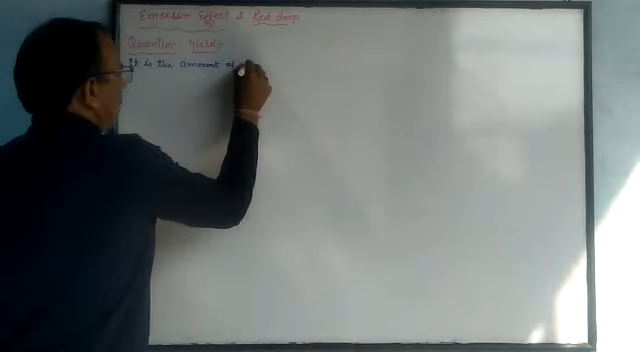 Emerson Effect & Red drop
Quantum Yield:-
It is the amount of